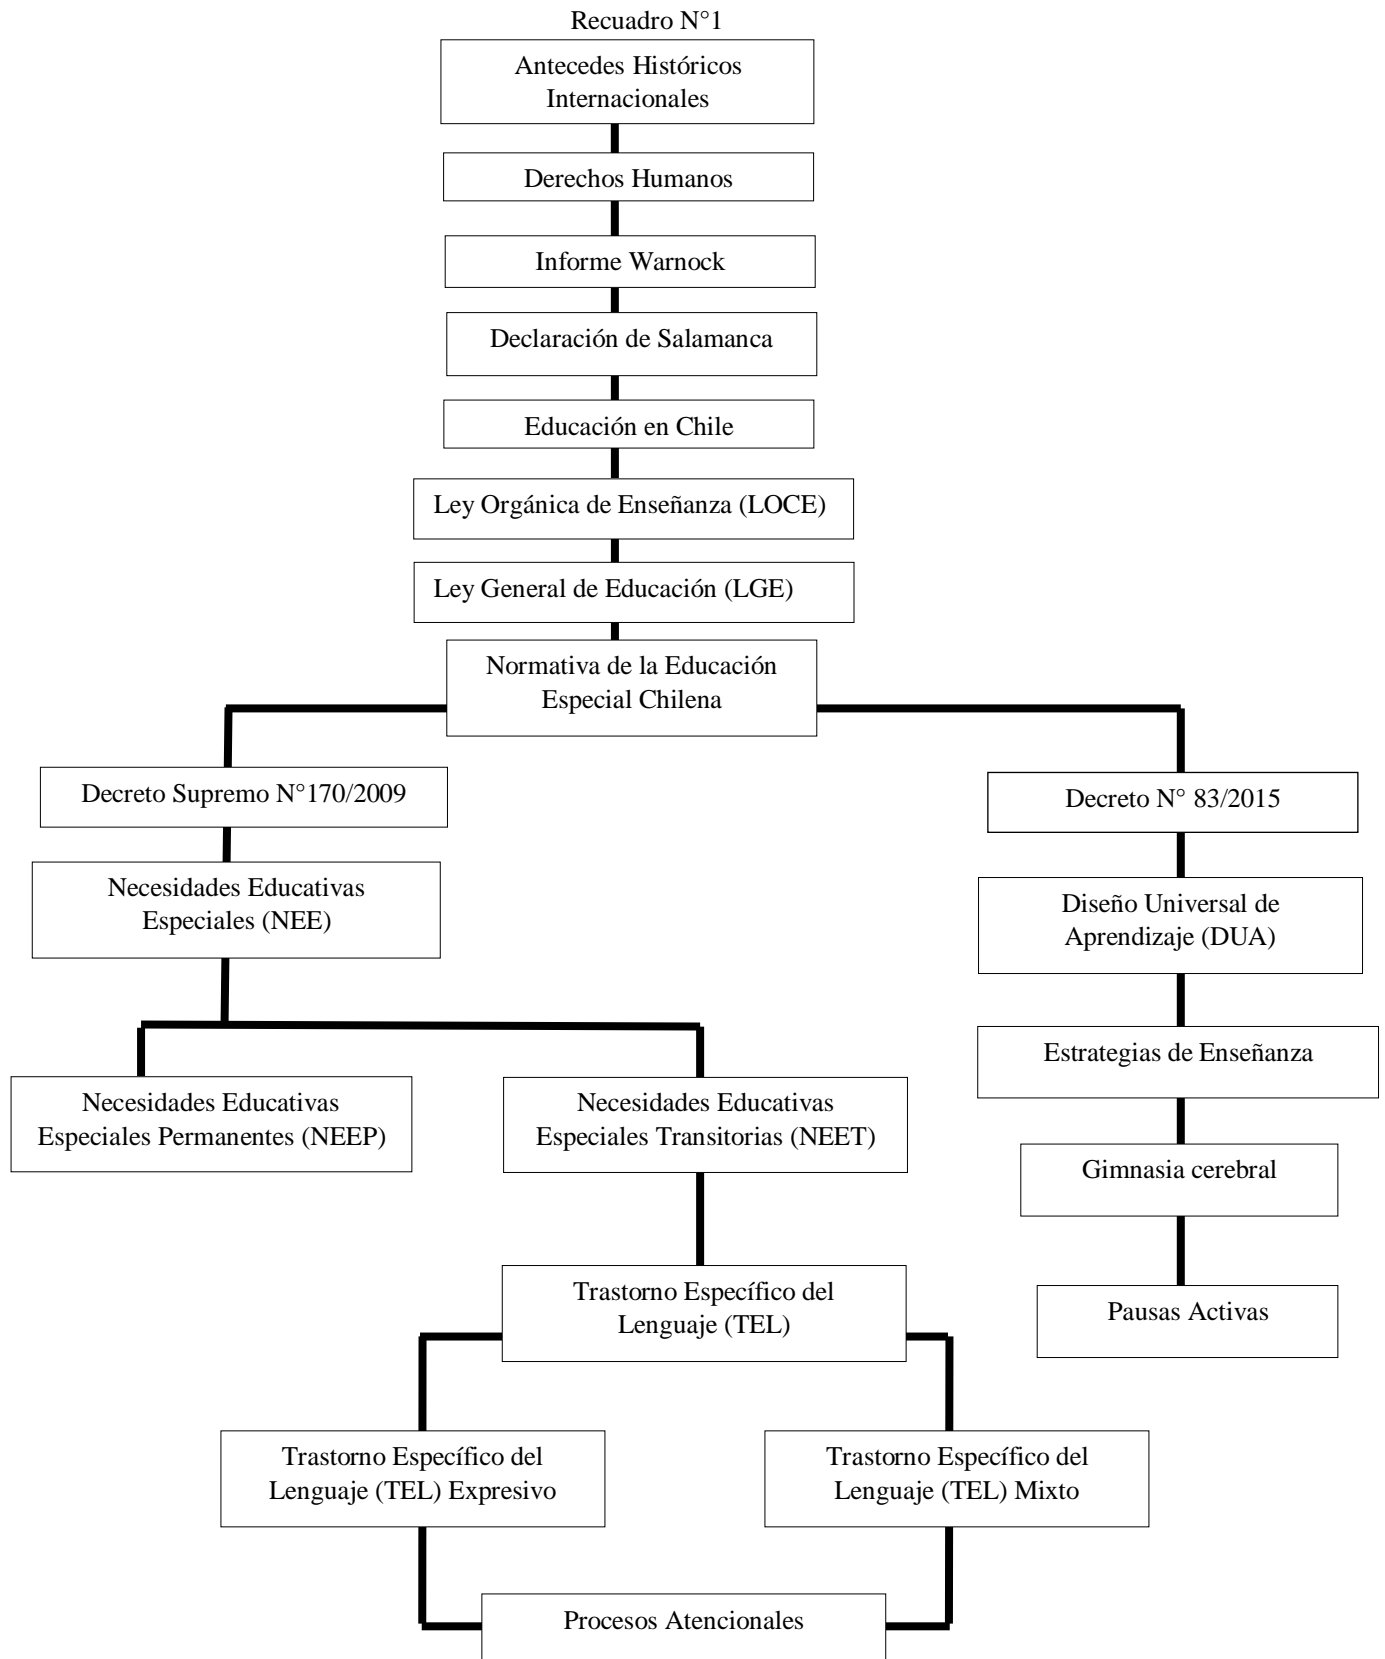 Recuadro N°1
Antecedes Históricos
Internacionales
Derechos Humanos
Informe Warnock
Declaración de Salamanca
Educación en Chile
Ley Orgánica de Enseñanza (LOCE)
Ley General de Educación (LGE)
Normativa de la Educación
Especial Chilena
Decreto Supremo N°170/2009
Decreto N° 83/2015
Necesidades Educativas
Especiales (NEE)
Diseño Universal de
Aprendizaje (DUA)
Estrategias de Enseñanza
Necesidades Educativas
Especiales Permanentes (NEEP)
Necesidades Educativas
Especiales Transitorias (NEET)
Gimnasia cerebral
Trastorno Específico del
Lenguaje (TEL)
Pausas Activas
Trastorno Específico del
Lenguaje (TEL) Expresivo
Trastorno Específico del
Lenguaje (TEL) Mixto
Procesos Atencionales